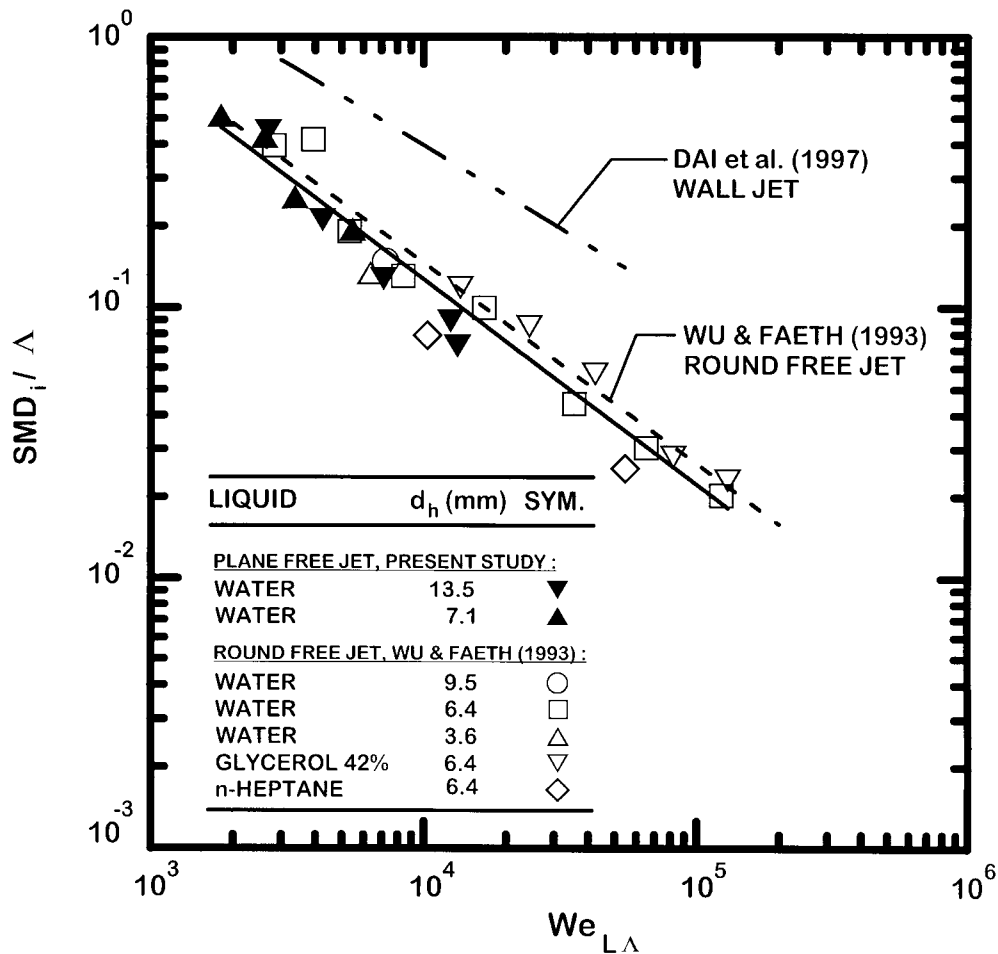 10^0
10^-1
10^-2
10^-3
SMD_i / Λ
DAI et al. (1997)
WALL JET
WU & FAETH (1993)
ROUND FREE JET
LIQUID d_h (mm) SYM.
PLANE FREE JET, PRESENT STUDY :
WATER 13.5 ▼
WATER 7.1 ▲
ROUND FREE JET, WU & FAETH (1993) :
WATER 9.5 ○
WATER 6.4 □
WATER 3.6 △
GLYCEROL 42% 6.4 ▽
n-HEPTANE 6.4 ◇
10^3 10^4 10^5 10^6
We_LΛ